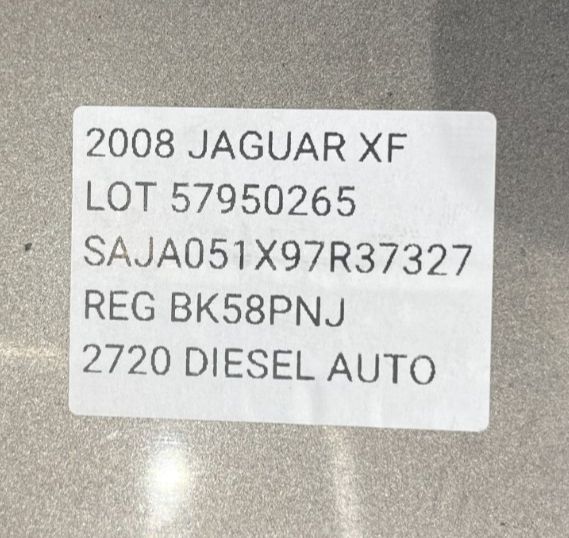 2008 JAGUAR XF
LOT 57950265
SAJA051X97R37327
REG BK58PNJ
2720 DIESEL AUTO